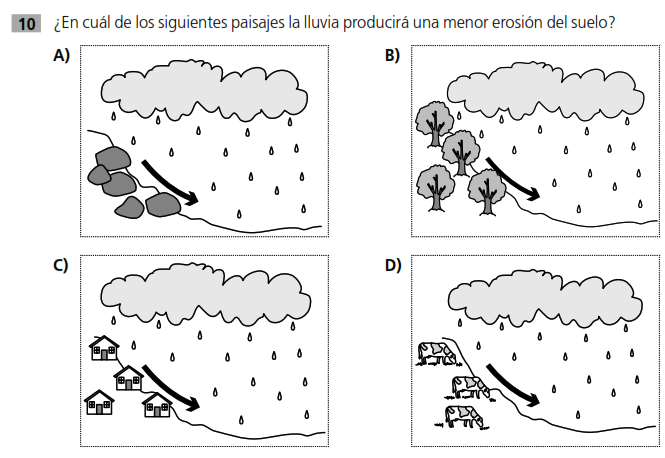 10 ¿En cuál de los siguientes paisajes la lluvia producirá una menor erosión del suelo?
A)
B)
C)
D)